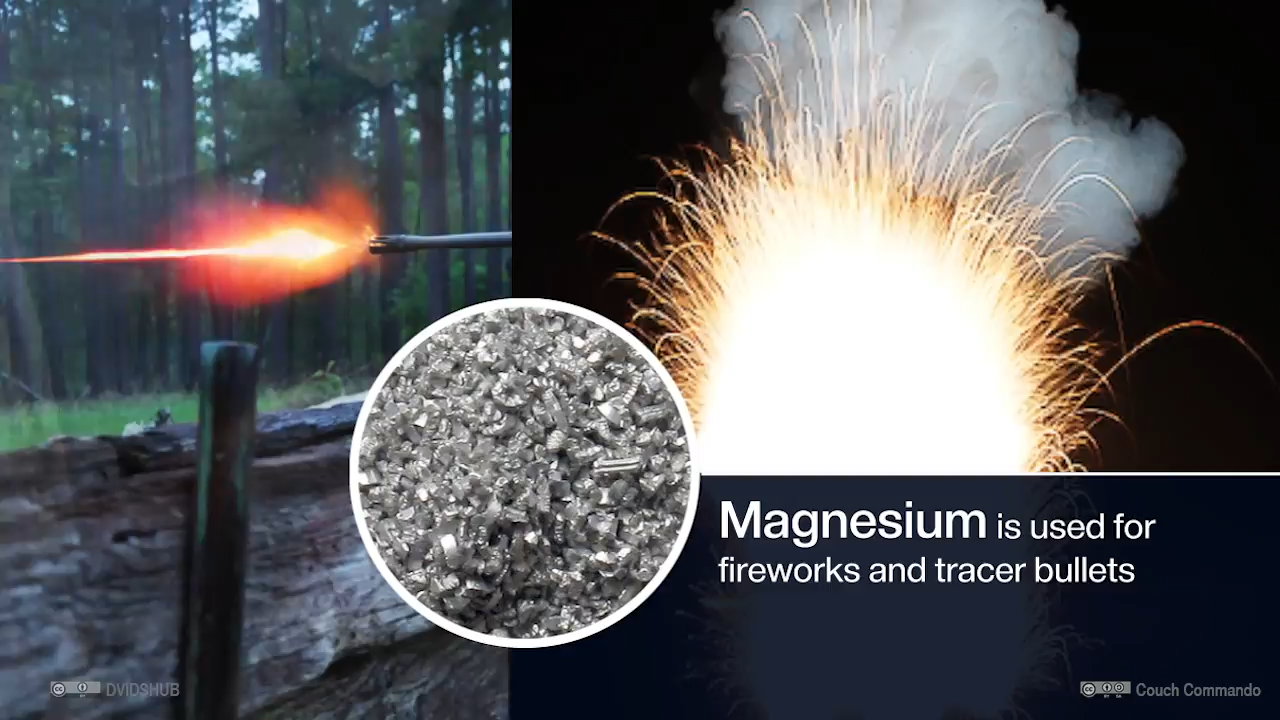 Magnesium is used for
fireworks and tracer bullets
DVIDSHUB
Couch Commando